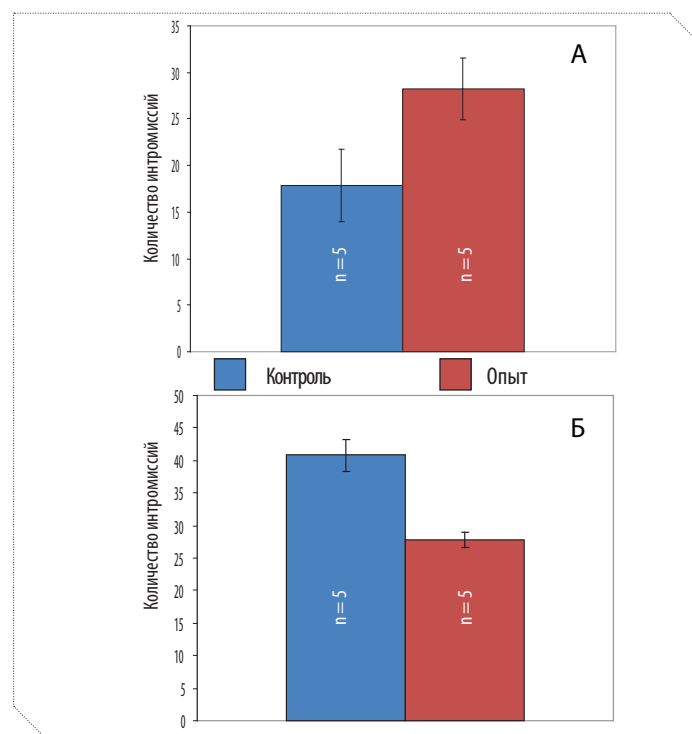 35
А
30
25
20
15
10
5
0
Количество интромиссий
n = 5
n = 5
Контроль
Опыт
50
Б
45
40
35
30
25
20
15
10
5
0
Количество интромиссий
n = 5
n = 5